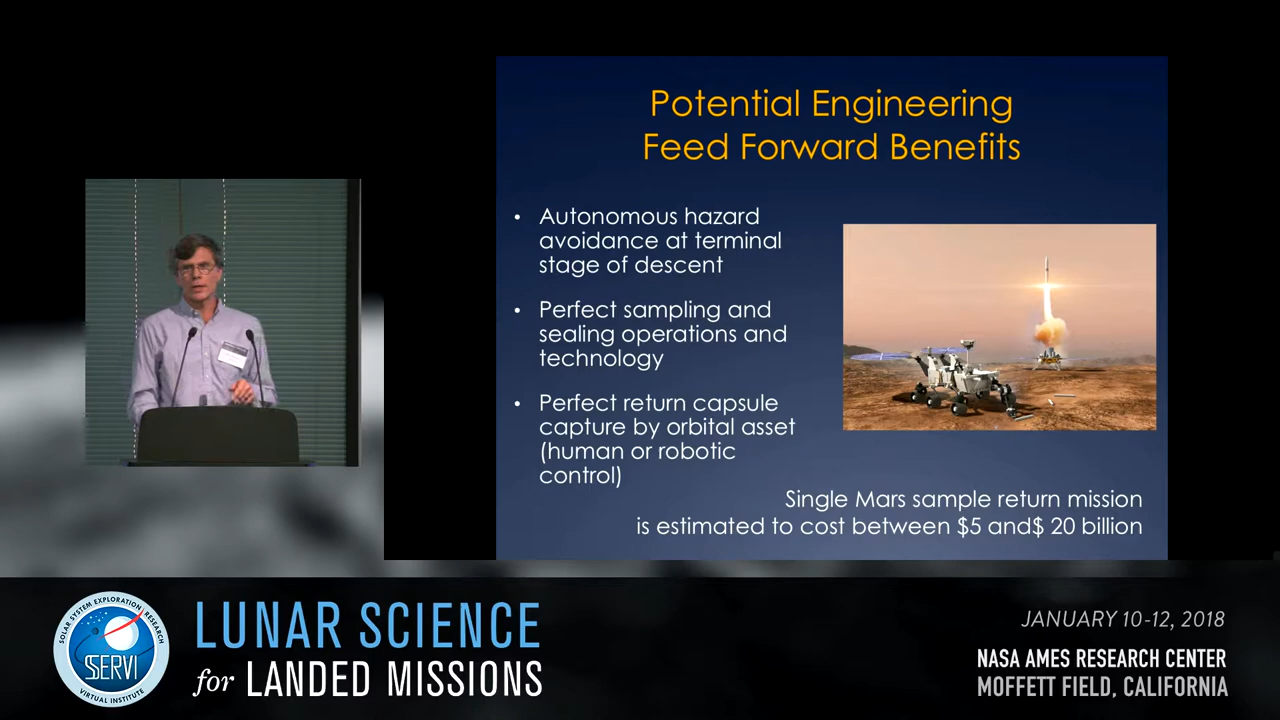 Potential Engineering
Feed Forward Benefits
• Autonomous hazard
avoidance at terminal
stage of descent
• Perfect sampling and
sealing operations and
technology
• Perfect return capsule
capture by orbital asset
(human or robotic
control)
Single Mars sample return mission
is estimated to cost between $5 and$ 20 billion
SOLAR SYSTEM EXPLORATION RESEARCH
SSERVI
VIRTUAL INSTITUTE
LUNAR SCIENCE
for LANDED MISSIONS
JANUARY 10-12, 2018
NASA AMES RESEARCH CENTER
MOFFETT FIELD, CALIFORNIA